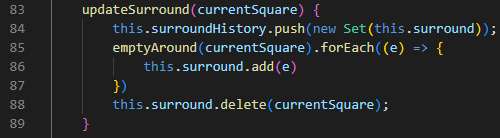 83 updateSurround(currentSquare) {
84 this.surroundHistory.push(new Set(this.surround));
85 emptyAround(currentSquare).forEach((e) => {
86 this.surround.add(e)
87 })
88 this.surround.delete(currentSquare);
89 }